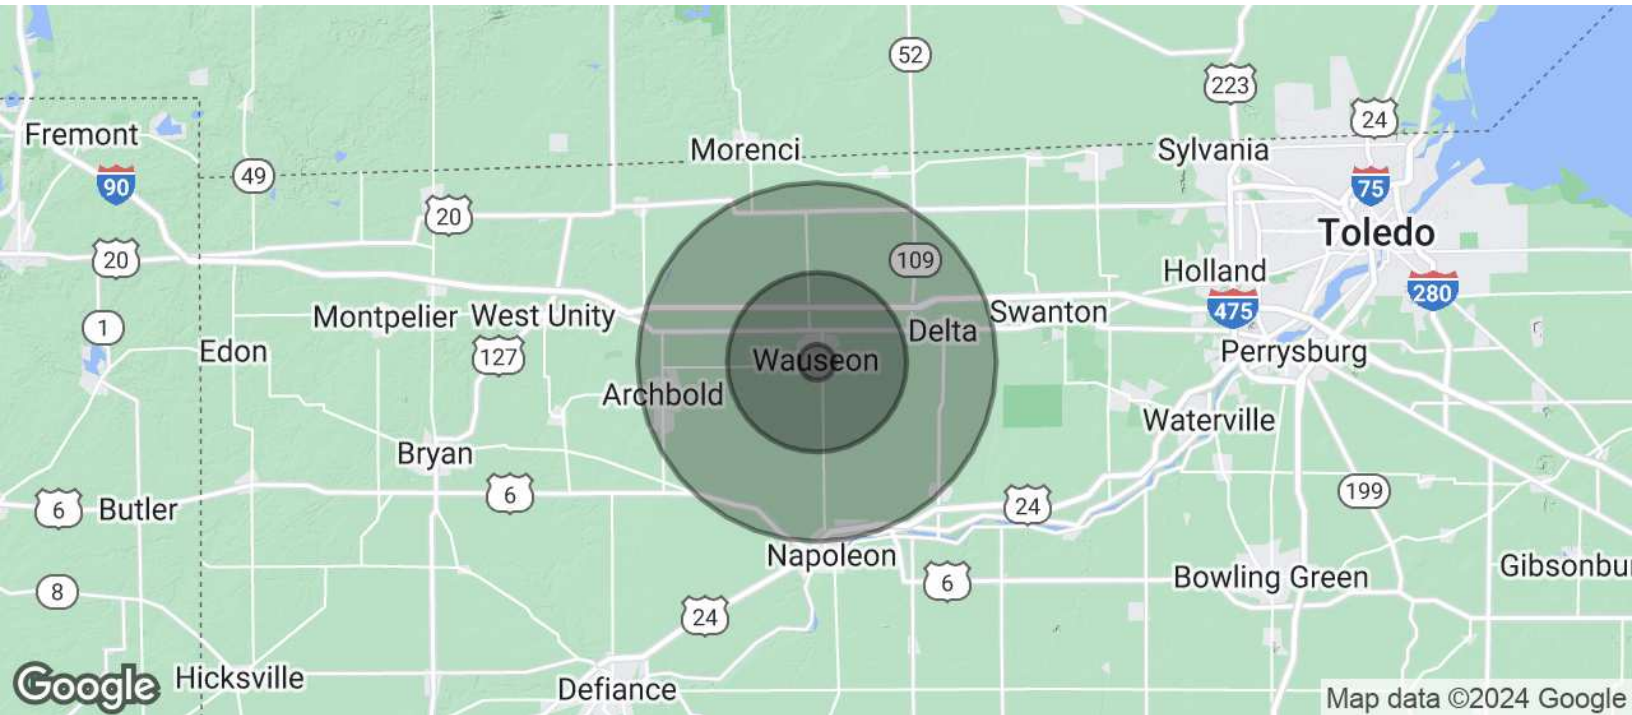 52
223
24
Fremont
Morenci
Sylvania
90
49
75
20
Toledo
20
109
Holland
280
475
Montpelier
West Unity
Swanton
1
Delta
Edon
127
Wauseon
Perrysburg
Archbold
Waterville
Bryan
6
199
6
Butler
24
Napoleon
Gibsonbu
8
6
Bowling Green
24
Google
Hicksville
Defiance
Map data ©2024 Google